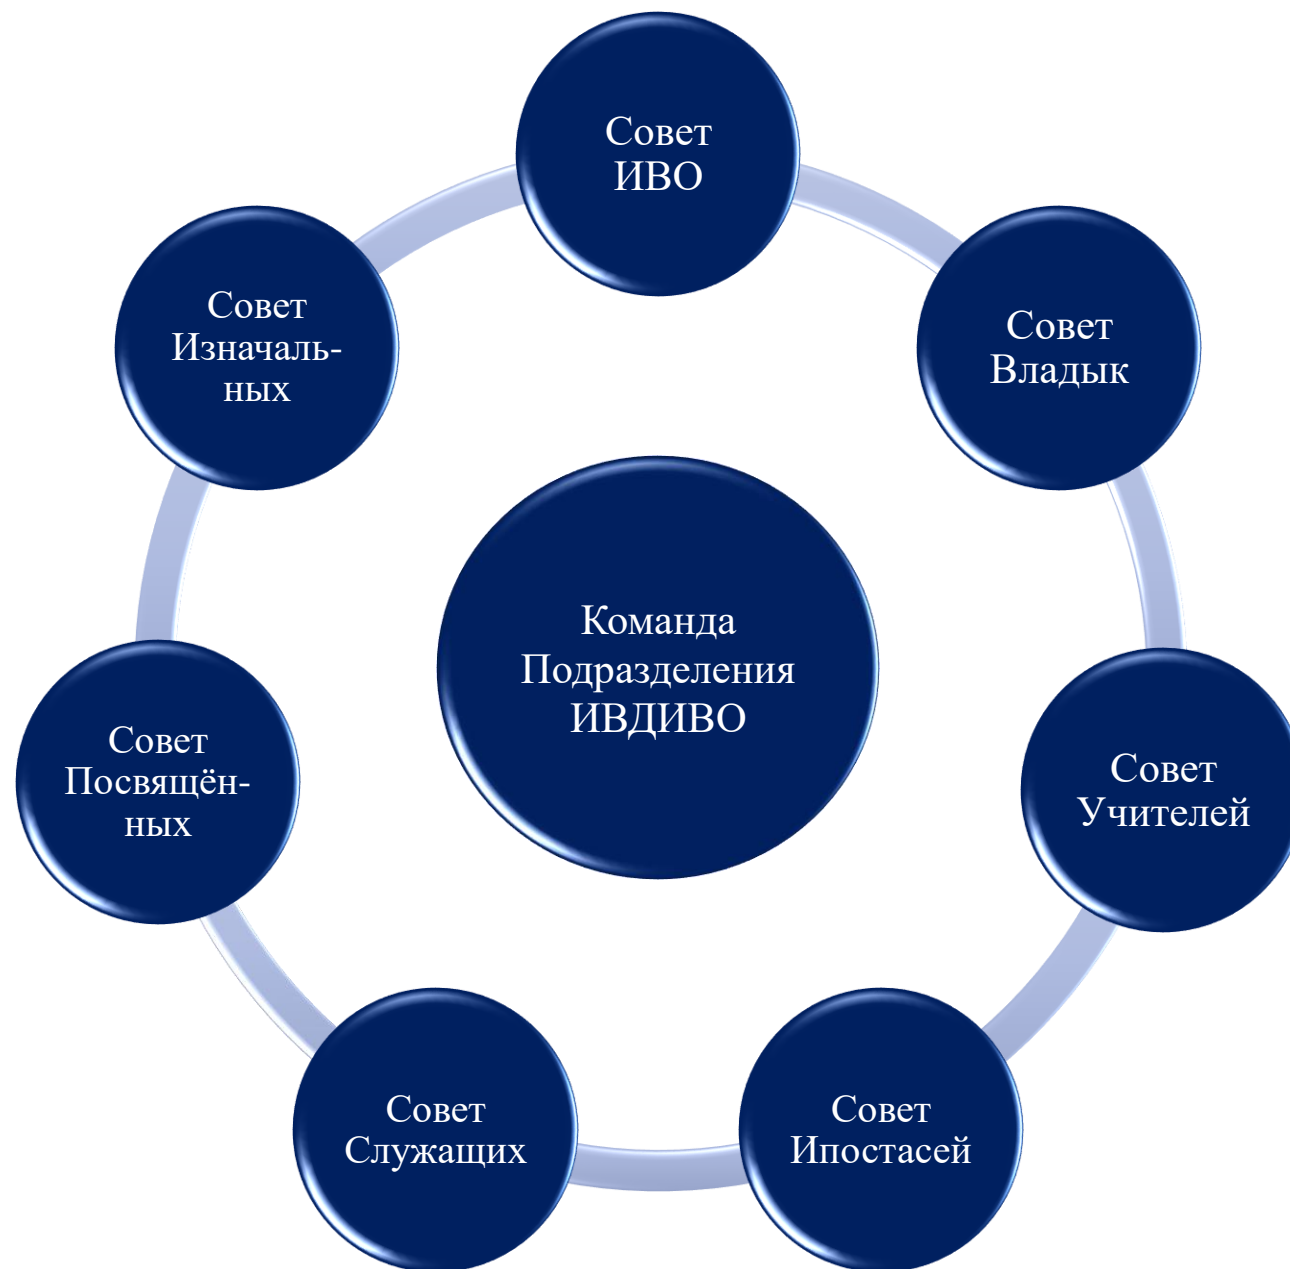 Совет
ИВО
Совет
Владык
Совет
Изначаль-
ных
Команда
Подразделения
ИВДИВО
Совет
Посвящён-
ных
Совет
Учителей
Совет
Служащих
Совет
Ипостасей